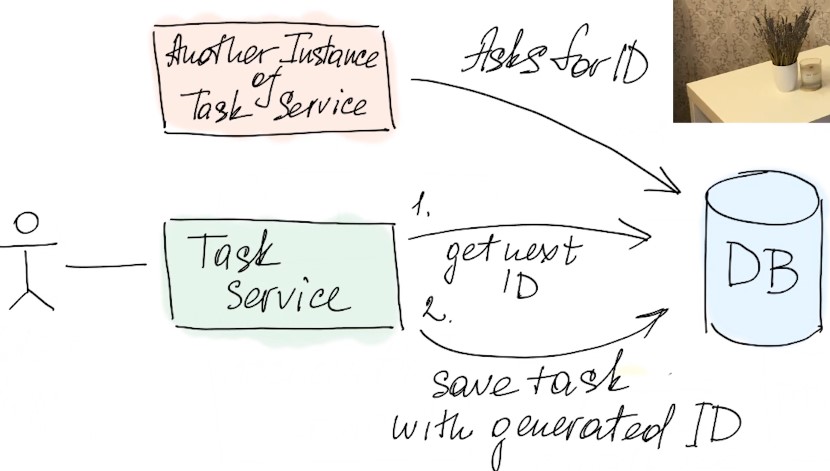 Another Instance
of
Task Service
Asks for ID
1.
get next
ID
Task
Service
2.
save task
with generated ID
DB